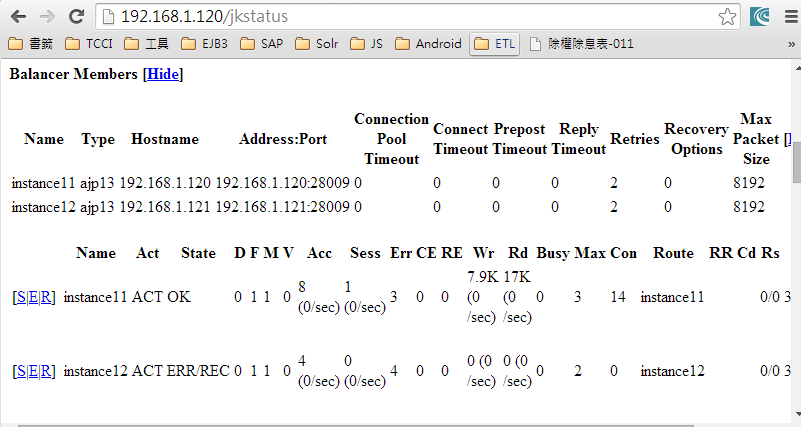 192.168.1.120/jkstatus
書籤 TCCI 工具 EJB3 SAP Solr JS Android ETL 除權除息表-011 »
Balancer Members [Hide]
Name Type Hostname Address:Port Connection Pool Timeout Connect Timeout Prepost Timeout Reply Timeout Retries Recovery Options Max Packet Size [
instance11 ajp13 192.168.1.120 192.168.1.120:28009 0 0 0 0 2 0 8192
instance12 ajp13 192.168.1.121 192.168.1.121:28009 0 0 0 0 2 0 8192
Name Act State D F M V Acc Sess Err CE RE Wr Rd Busy Max Con Route RR Cd Rs
[S|E|R] instance11 ACT OK 0 1 1 0 8 (0/sec) 1 (0/sec) 3 0 0 7.9K (0 /sec) 17K (0 /sec) 0 3 14 instance11 0/0 3
[S|E|R] instance12 ACT ERR/REC 0 1 1 0 4 (0/sec) 0 (0/sec) 4 0 0 0 (0 /sec) 0 (0 /sec) 0 2 0 instance12 0/0 3